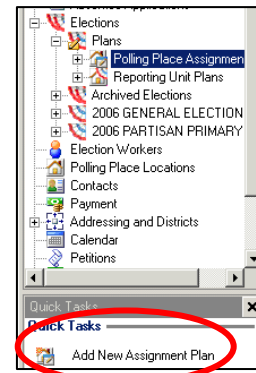 Elections
Plans
Polling Place Assignmen
Reporting Unit Plans
Archived Elections
2006 GENERAL ELECTION
2006 PARTISAN PRIMARY
Election Workers
Polling Place Locations
Contacts
Payment
Addressing and Districts
Calendar
Petitions
Quick Tasks
Quick Tasks
Add New Assignment Plan